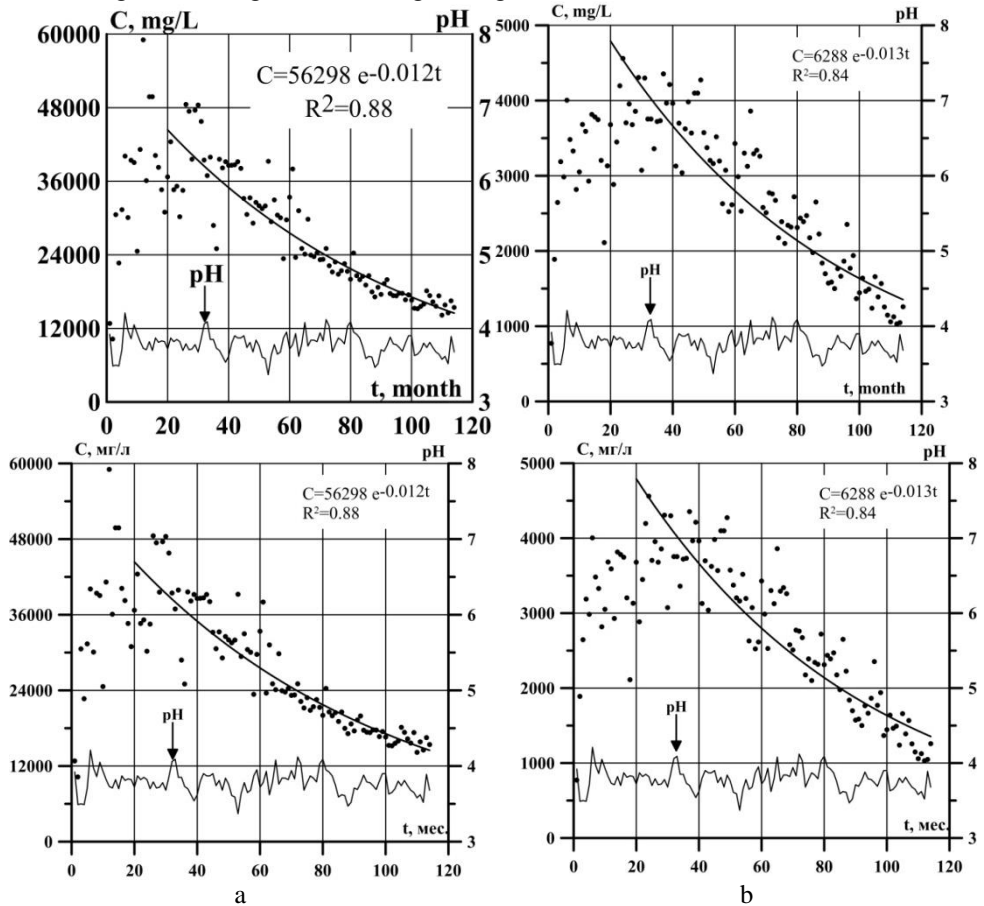 C, mg/L
pH
60000
8
C=56298 e-0.012t
R2=0.88
48000
7
36000
6
24000
5
pH
12000
4
t, month
0
3
0 20 40 60 80 100 120
C, mg/L
pH
5000
8
C=6288 e-0.013t
R2=0.84
4000
7
3000
6
2000
5
pH
1000
4
t, month
0
3
0 20 40 60 80 100 120
C, мг/л
pH
60000
8
C=56298 e-0.012t
R2=0.88
48000
7
36000
6
24000
5
pH
12000
4
t, мес.
0
3
0 20 40 60 80 100 120
a
C, мг/л
pH
5000
8
C=6288 e-0.013t
R2=0.84
4000
7
3000
6
2000
5
pH
1000
4
t, мес.
0
3
0 20 40 60 80 100 120
b